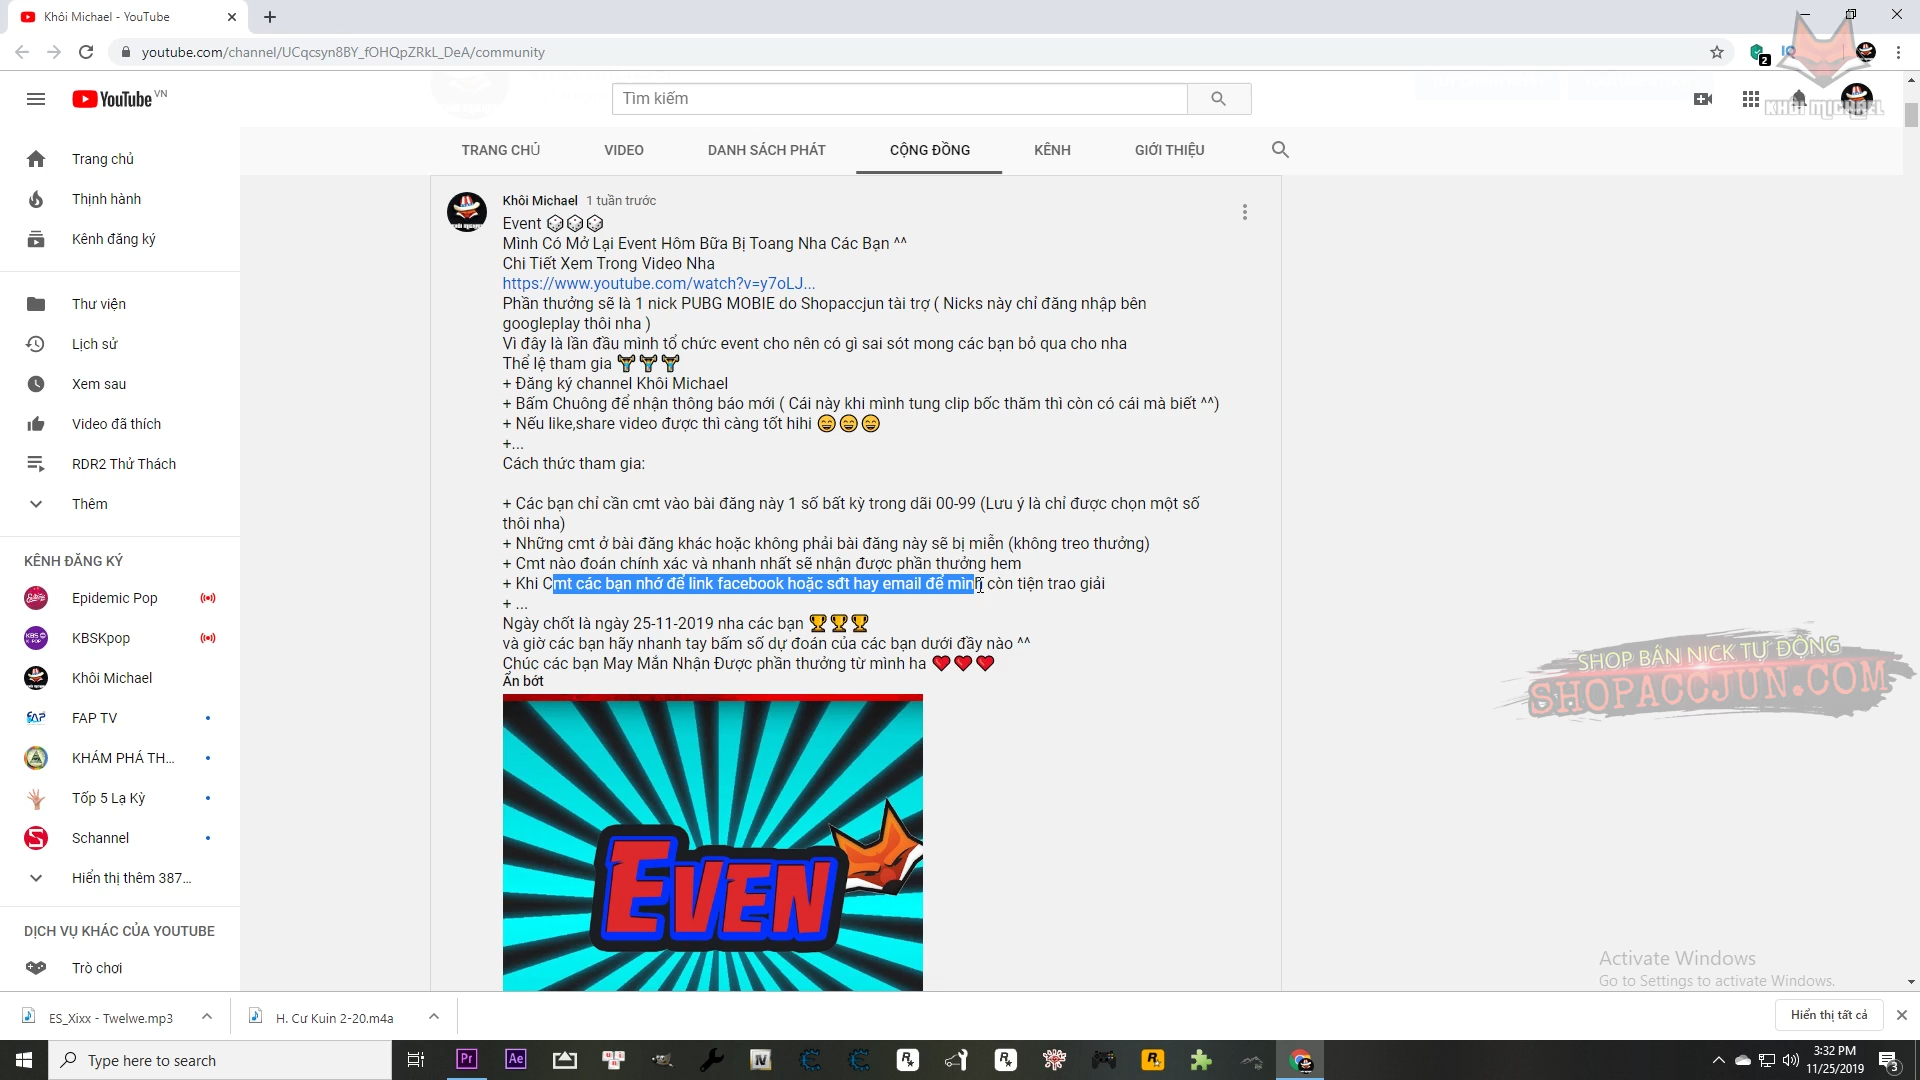 Khôi Michael - YouTube
youtube.com/channel/UCqcsyn8BY_fOHQpZRkL_DeA/community
2
YouTube VN
Tìm kiếm
KHÔI MICHAEL
TRANG CHỦ VIDEO DANH SÁCH PHÁT CỘNG ĐỒNG KÊNH GIỚI THIỆU
Trang chủ
Thịnh hành
Kênh đăng ký
Thư viện
Lịch sử
Xem sau
Video đã thích
RDR2 Thử Thách
Thêm
KÊNH ĐĂNG KÝ
Epidemic Pop
KBSKpop
Khôi Michael
FAP TV
KHÁM PHÁ TH...
Tốp 5 Lạ Kỳ
Schannel
Hiển thị thêm 387...
DỊCH VỤ KHÁC CỦA YOUTUBE
Trò chơi
Khôi Michael 1 tuần trước
Event 🎲🎲🎲
Mình Có Mở Lại Event Hôm Bữa Bị Toang Nha Các Bạn ^^
Chi Tiết Xem Trong Video Nha
https://www.youtube.com/watch?v=y7oLJ...
Phần thưởng sẽ là 1 nick PUBG MOBIE do Shopaccjun tài trợ ( Nicks này chỉ đăng nhập bên
googleplay thôi nha )
Vì đây là lần đầu mình tổ chức event cho nên có gì sai sót mong các bạn bỏ qua cho nha
Thể lệ tham gia
+ Đăng ký channel Khôi Michael
+ Bấm Chuông để nhận thông báo mới ( Cái này khi mình tung clip bốc thăm thì còn có cái mà biết ^^)
+ Nếu like,share video được thì càng tốt hihi 😄😄😄
+...
Cách thức tham gia:
+ Các bạn chỉ cần cmt vào bài đăng này 1 số bất kỳ trong dãi 00-99 (Lưu ý là chỉ được chọn một số
thôi nha)
+ Những cmt ở bài đăng khác hoặc không phải bài đăng này sẽ bị miễn (không treo thưởng)
+ Cmt nào đoán chính xác và nhanh nhất sẽ nhận được phần thưởng hem
+ Khi Cmt các bạn nhớ để link facebook hoặc sđt hay email để mình còn tiện trao giải
+ ...
Ngày chốt là ngày 25-11-2019 nha các bạn 🏆🏆🏆
và giờ các bạn hãy nhanh tay bấm số dự đoán của các bạn dưới đây nào ^^
Chúc các bạn May Mắn Nhận Được phần thưởng từ mình ha ❤❤❤
Ẩn bớt
EVEN
SHOP BÁN NICK TỰ ĐỘNG
SHOPACCJUN.COM
Activate Windows
Go to Settings to activate Windows.
ES_Xixx - Twelwe.mp3
H. Cư Kuin 2-20.m4a
Hiển thị tất cả
Type here to search
Pr
Ae
IV
3:32 PM
11/25/2019
3